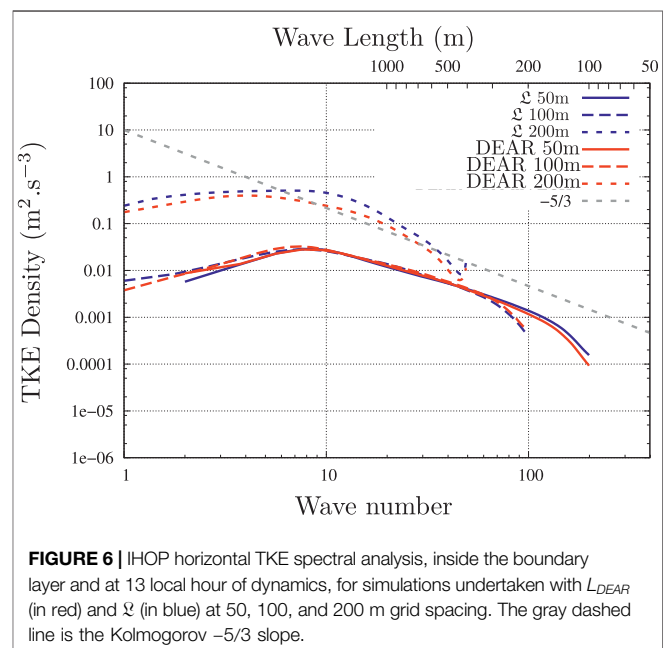 Wave Length (m)
1000 500 200 100 50
100
10
1
0.1
0.01
0.001
0.0001
1e−05
1e−06
TKE Density (m².s⁻³)
𝔏 50m
𝔏 100m
𝔏 200m
DEAR 50m
DEAR 100m
DEAR 200m
−5/3
1 10 100
Wave number
FIGURE 6 | IHOP horizontal TKE spectral analysis, inside the boundary
layer and at 13 local hour of dynamics, for simulations undertaken with L_DEAR
(in red) and 𝔏 (in blue) at 50, 100, and 200 m grid spacing. The gray dashed
line is the Kolmogorov −5/3 slope.